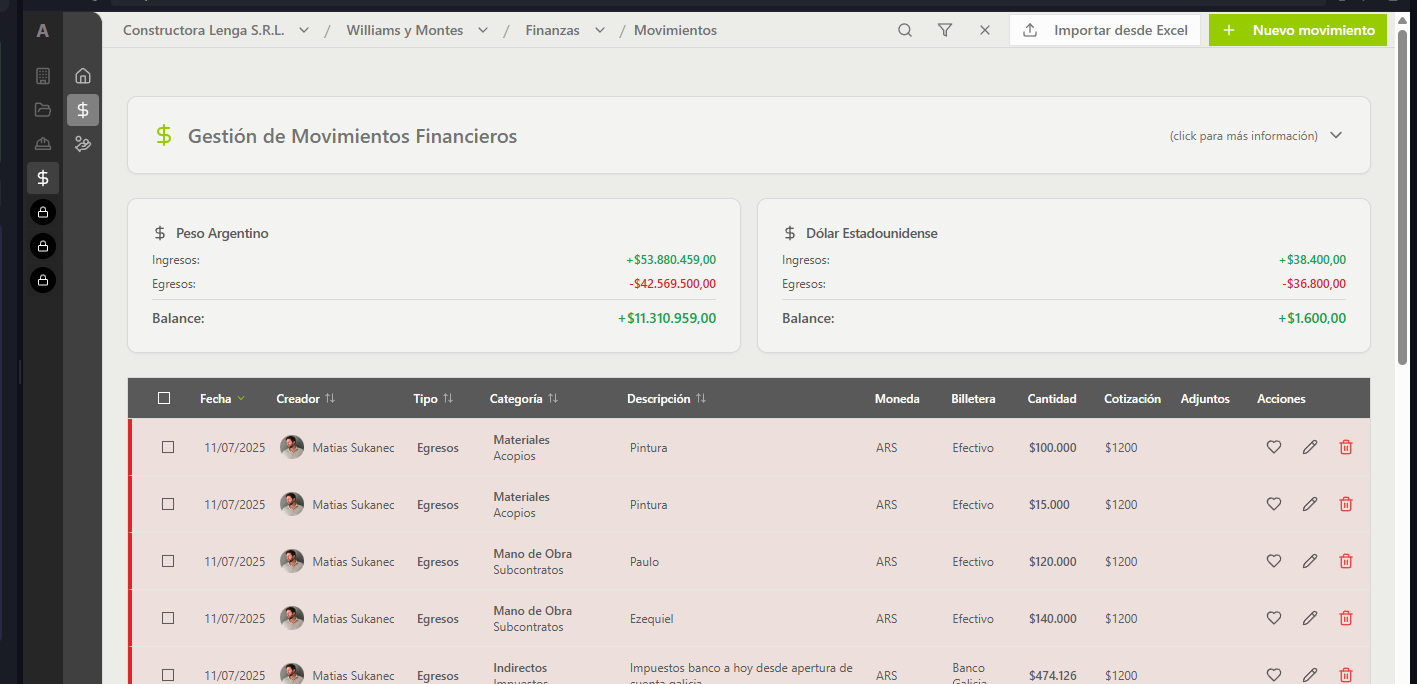 A
Constructora Lenga S.R.L. / Williams y Montes / Finanzas / Movimientos
Importar desde Excel
+ Nuevo movimiento
$ Gestión de Movimientos Financieros
(click para más información)
$ Peso Argentino
Ingresos: +$53.880.459,00
Egresos: -$42.569.500,00
Balance: +$11.310.959,00
$ Dólar Estadounidense
Ingresos: +$38.400,00
Egresos: -$36.800,00
Balance: +$1.600,00
Fecha Creador Tipo Categoría Descripción Moneda Billetera Cantidad Cotización Adjuntos Acciones
11/07/2025 Matias Sukanec Egresos Materiales Pintura ARS Efectivo $100.000 $1200
Acopios
11/07/2025 Matias Sukanec Egresos Materiales Pintura ARS Efectivo $15.000 $1200
Acopios
11/07/2025 Matias Sukanec Egresos Mano de Obra Paulo ARS Efectivo $120.000 $1200
Subcontratos
11/07/2025 Matias Sukanec Egresos Mano de Obra Ezequiel ARS Efectivo $140.000 $1200
Subcontratos
11/07/2025 Matias Sukanec Egresos Indirectos Impuestos banco a hoy desde apertura de ARS Banco $474.126 $1200
Impuestos cuenta galicia Galicia